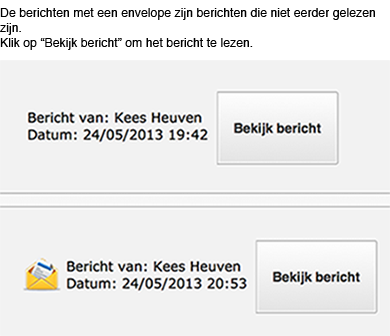 De berichten met een envelope zijn berichten die niet eerder gelezen
zijn.
Klik op “Bekijk bericht” om het bericht te lezen.
Bericht van: Kees Heuven
Datum: 24/05/2013 19:42
Bekijk bericht
Bericht van: Kees Heuven
Datum: 24/05/2013 20:53
Bekijk bericht